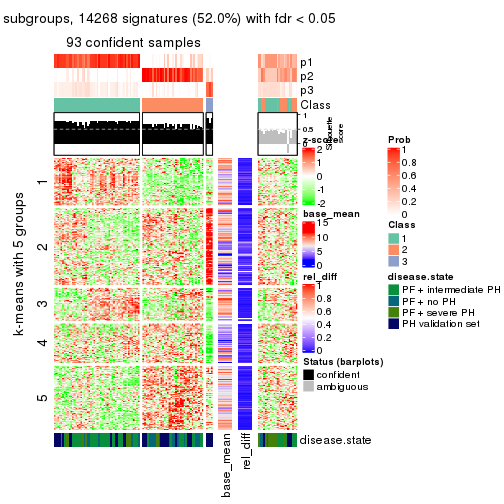 subgroups, 14268 signatures (52.0%) with fdr < 0.05
93 confident samples
p1
p2
p3
Class
1
0.5
0
Silhouette
score
k-means with 5 groups
1
2
3
4
5
base_mean
rel_diff
disease.state
z-score
2
1
0
-1
-2
base_mean
15
10
5
0
rel_diff
1
0.8
0.6
0.4
0.2
0
Status (barplots)
confident
ambiguous
Prob
1
0.8
0.6
0.4
0.2
0
Class
1
2
3
disease.state
PF + intermediate PH
PF + no PH
PF + severe PH
PH validation set